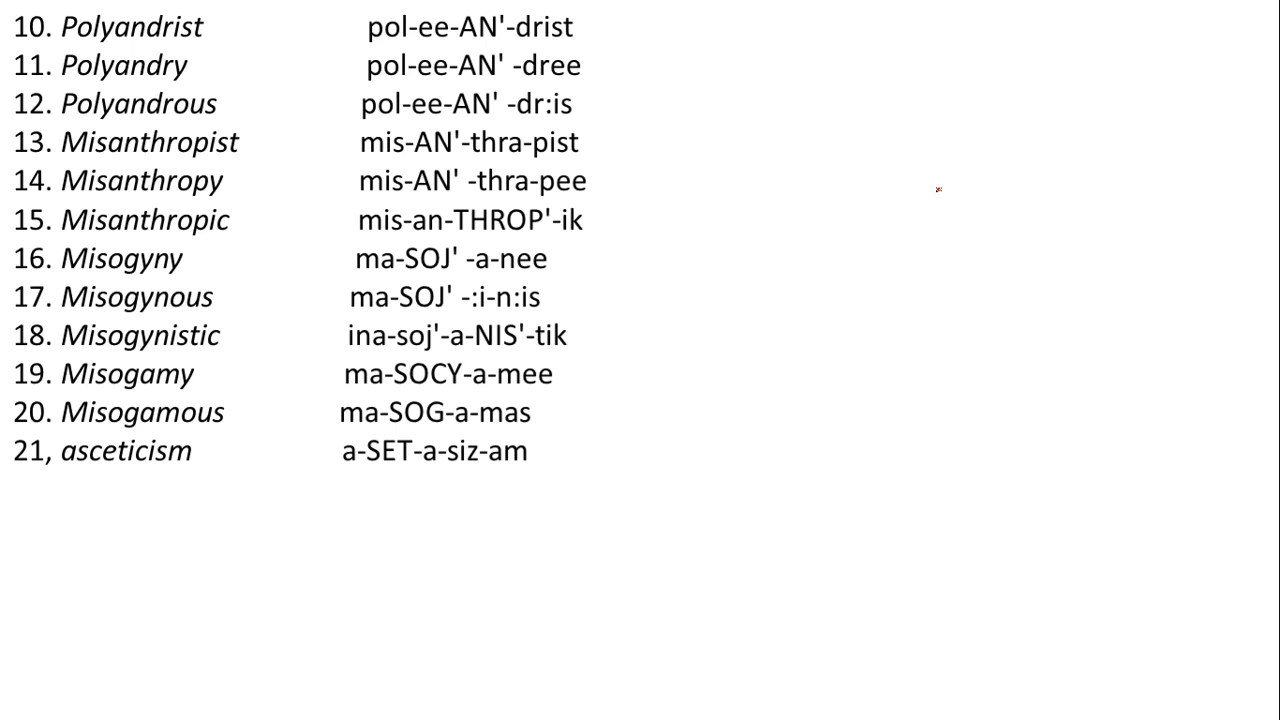 10. Polyandrist pol-ee-AN'-drist
11. Polyandry pol-ee-AN' -dree
12. Polyandrous pol-ee-AN' -dr:is
13. Misanthropist mis-AN'-thra-pist
14. Misanthropy mis-AN' -thra-pee
15. Misanthropic mis-an-THROP'-ik
16. Misogyny ma-SOJ' -a-nee
17. Misogynous ma-SOJ' -:i-n:is
18. Misogynistic ina-soj'-a-NIS'-tik
19. Misogamy ma-SOCY-a-mee
20. Misogamous ma-SOG-a-mas
21, asceticism a-SET-a-siz-am